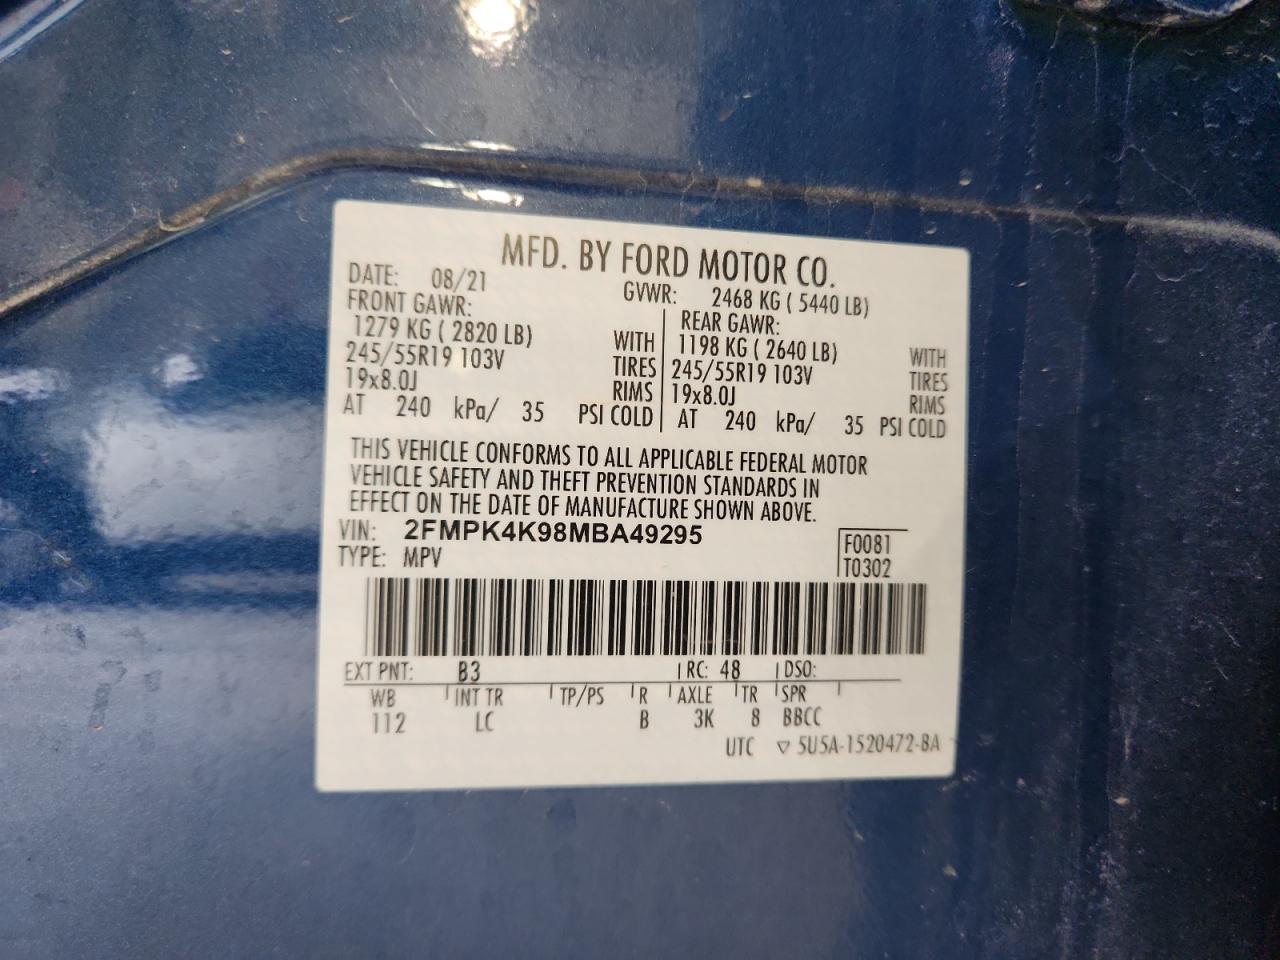 MFD. BY FORD MOTOR CO.
DATE: 08/21 GVWR: 2468 KG ( 5440 LB)
FRONT GAWR: REAR GAWR:
1279 KG ( 2820 LB) WITH 1198 KG ( 2640 LB) WITH
245/55R19 103V TIRES 245/55R19 103V TIRES
19x8.0J RIMS 19x8.0J RIMS
AT 240 kPa/ 35 PSI COLD AT 240 kPa/ 35 PSI COLD
THIS VEHICLE CONFORMS TO ALL APPLICABLE FEDERAL MOTOR
VEHICLE SAFETY AND THEFT PREVENTION STANDARDS IN
EFFECT ON THE DATE OF MANUFACTURE SHOWN ABOVE.
VIN: 2FMPK4K98MBA49295 F0081
TYPE: MPV T0302
EXT PNT: B3 RC: 48 DSO:
WB INT TR TP/PS R AXLE TR SPR
112 LC B 3K 8 BBCC
UTC ▽ 5U5A-1520472-BA